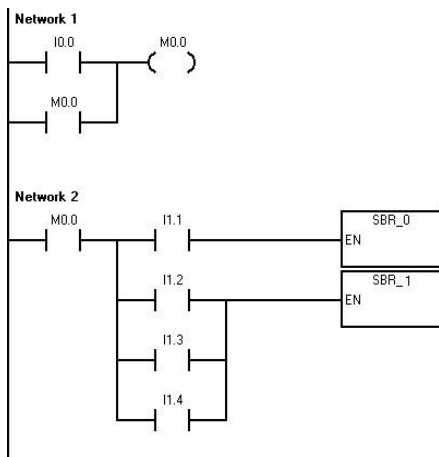 Network 1
I0.0 M0.0
M0.0
Network 2
M0.0 I1.1 SBR_0
EN
I1.2 SBR_1
EN
I1.3
I1.4